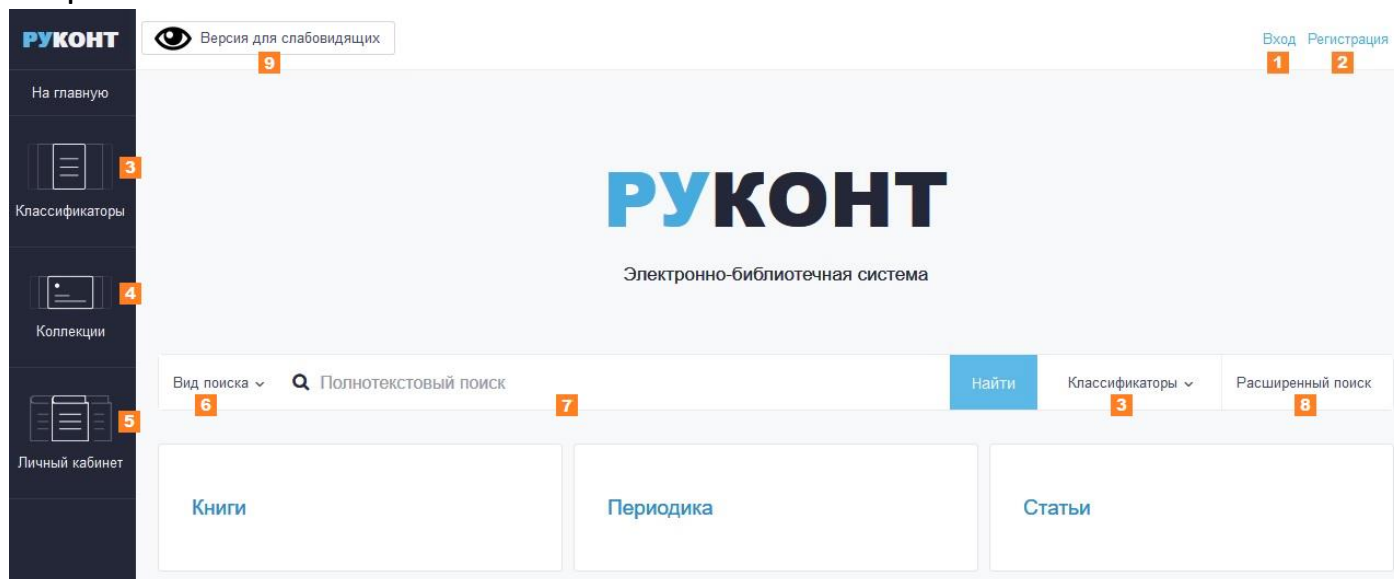 РУКОНТ
Версия для слабовидящих
9
Вход Регистрация
1 2
На главную
3
Классификаторы
4
Коллекции
5
Личный кабинет
РУКОНТ
Электронно-библиотечная система
Вид поиска Полнотекстовый поиск Найти Классификаторы Расширенный поиск
6 7 3 8
Книги Периодика Статьи